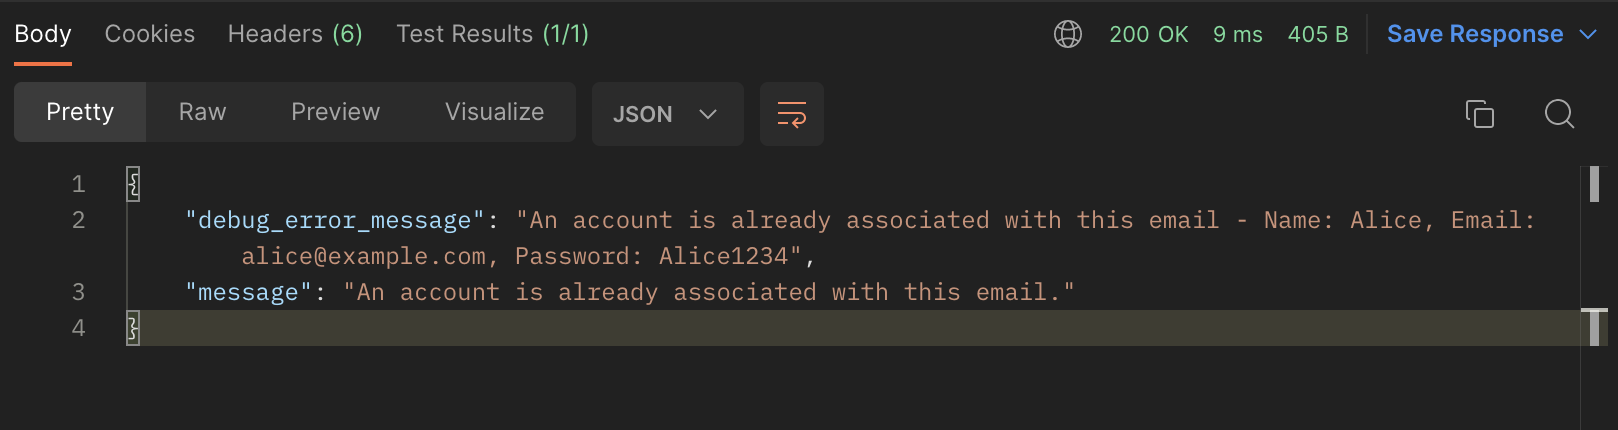 Body Cookies Headers (6) Test Results (1/1) 200 OK 9 ms 405 B Save Response
Pretty Raw Preview Visualize JSON
1 {
2 "debug_error_message": "An account is already associated with this email - Name: Alice, Email:
alice@example.com, Password: Alice1234",
3 "message": "An account is already associated with this email."
4 }